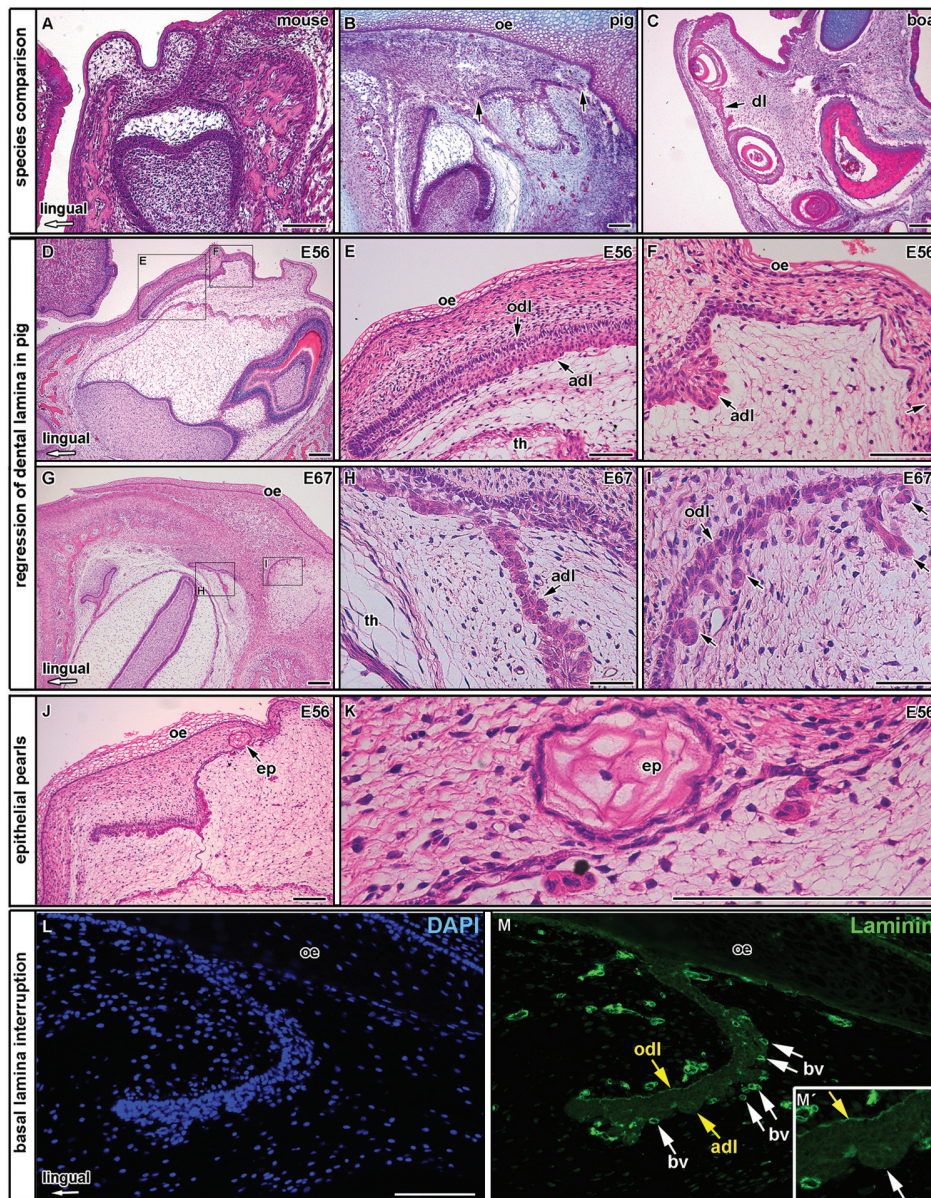 species comparison
A
mouse
lingual
B
pig
oe
C
boa
dl
regression of dental lamina in pig
D
E56
E
F
lingual
E
E56
oe
odl
adl
th
F
E56
oe
adl
G
E67
oe
H
I
lingual
H
E67
adl
th
I
E67
odl
epithelial pearls
J
E56
oe
ep
K
E56
ep
basal lamina interruption
L
DAPI
oe
lingual
M
Laminin
oe
odl
adl
bv
bv
bv
M´